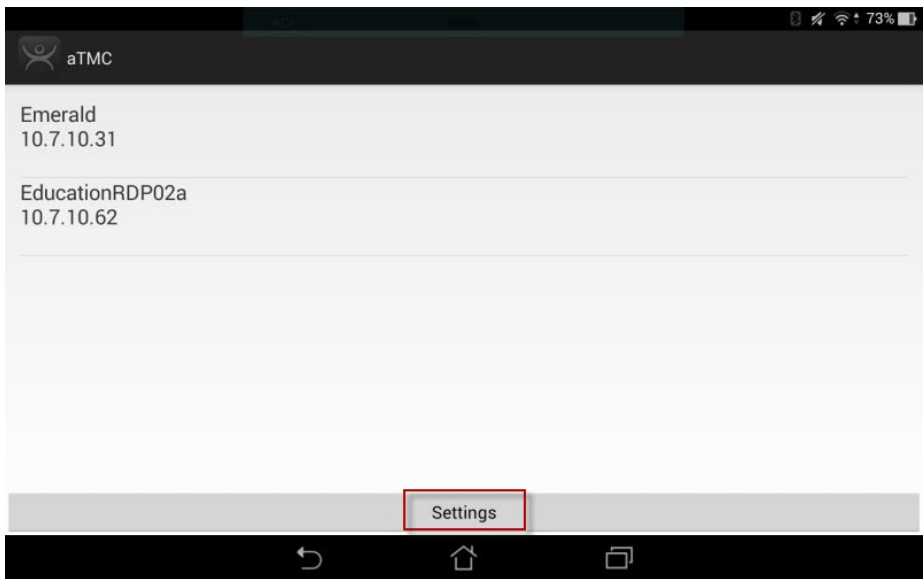 73%
aTMC
Emerald
10.7.10.31
EducationRDP02a
10.7.10.62
Settings